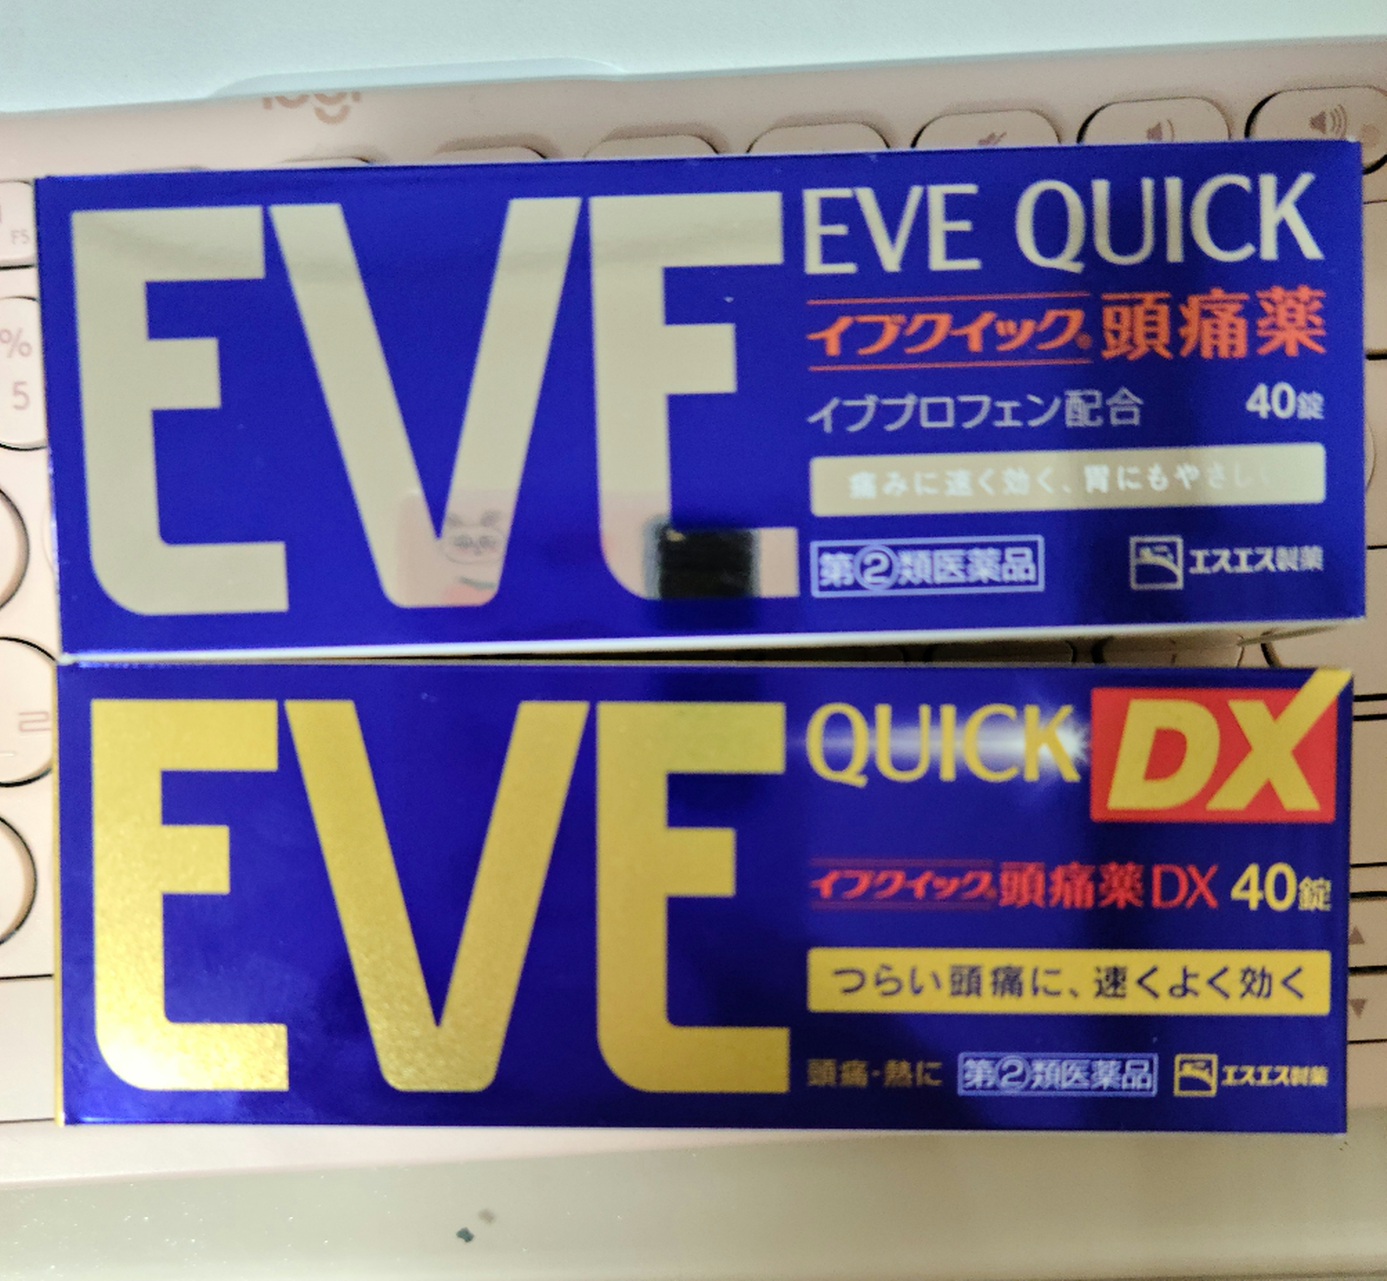 logi
F5
%
5
EVE
EVE QUICK
イブクイック®頭痛薬
イブプロフェン配合 40錠
痛みに速く効く、胃にもやさし
第②類医薬品 エスエス製薬
EVE
QUICK DX
イブクイック®頭痛薬DX 40錠
つらい頭痛に、速くよく効く
頭痛・熱に 第②類医薬品 エスエス製薬